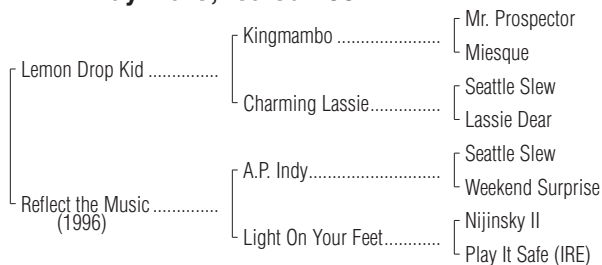 Mr. Prospector
Kingmambo ..................
Miesque
Lemon Drop Kid ..............
Seattle Slew
Charming Lassie................
Lassie Dear
Seattle Slew
A.P. Indy........................
Weekend Surprise
Reflect the Music .............
(1996)
Nijinsky II
Light On Your Feet.............
Play It Safe (IRE)